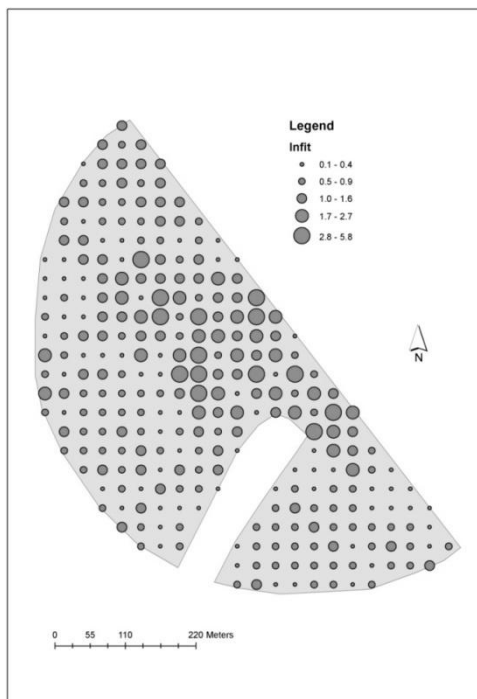 Legend
Infit
0.1 - 0.4
0.5 - 0.9
1.0 - 1.6
1.7 - 2.7
2.8 - 5.8
N
0 55 110 220 Meters